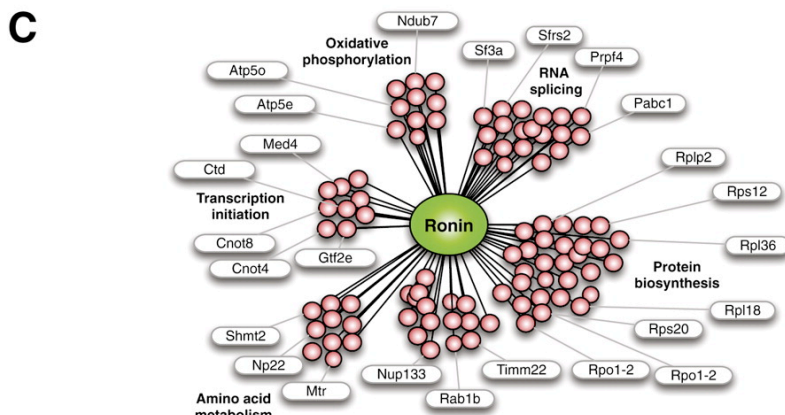 C
Ndub7
Oxidative
phosphorylation
Sfrs2
Sf3a
Prpf4
RNA
splicing
Atp5o
Atp5e
Pabc1
Med4
Rplp2
Ctd
Rps12
Transcription
initiation
Ronin
Cnot8
Gtf2e
Rpl36
Cnot4
Protein
biosynthesis
Rpl18
Rps20
Shmt2
Np22
Nup133
Timm22
Rpo1-2
Rpo1-2
Mtr
Rab1b
Amino acid
metabolism